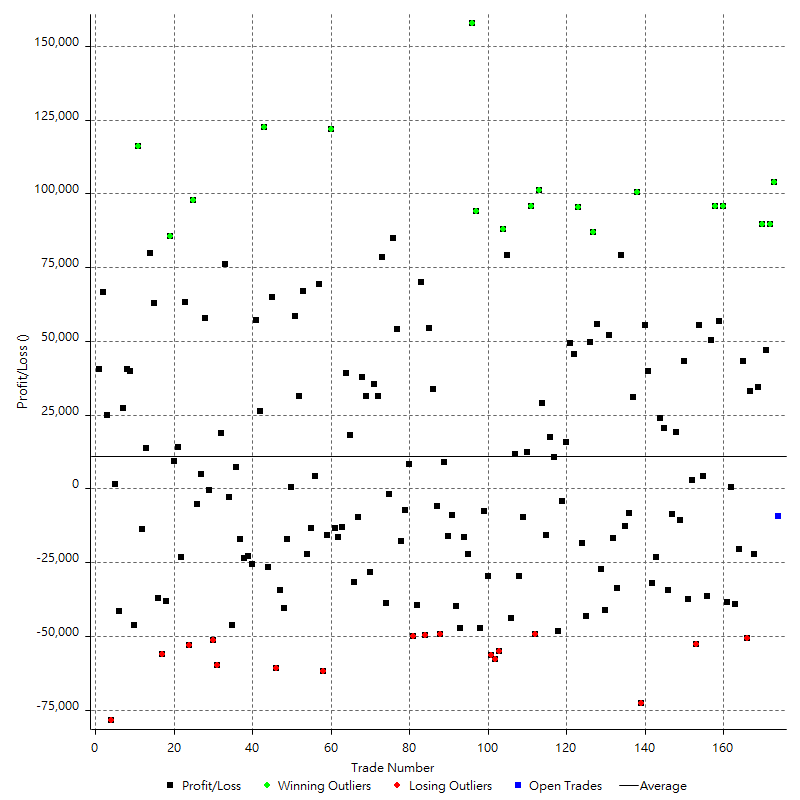 150,000
125,000
100,000
75,000
50,000
25,000
0
-25,000
-50,000
-75,000
Profit/Loss ()
0 20 40 60 80 100 120 140 160
Trade Number
Profit/Loss Winning Outliers Losing Outliers Open Trades Average